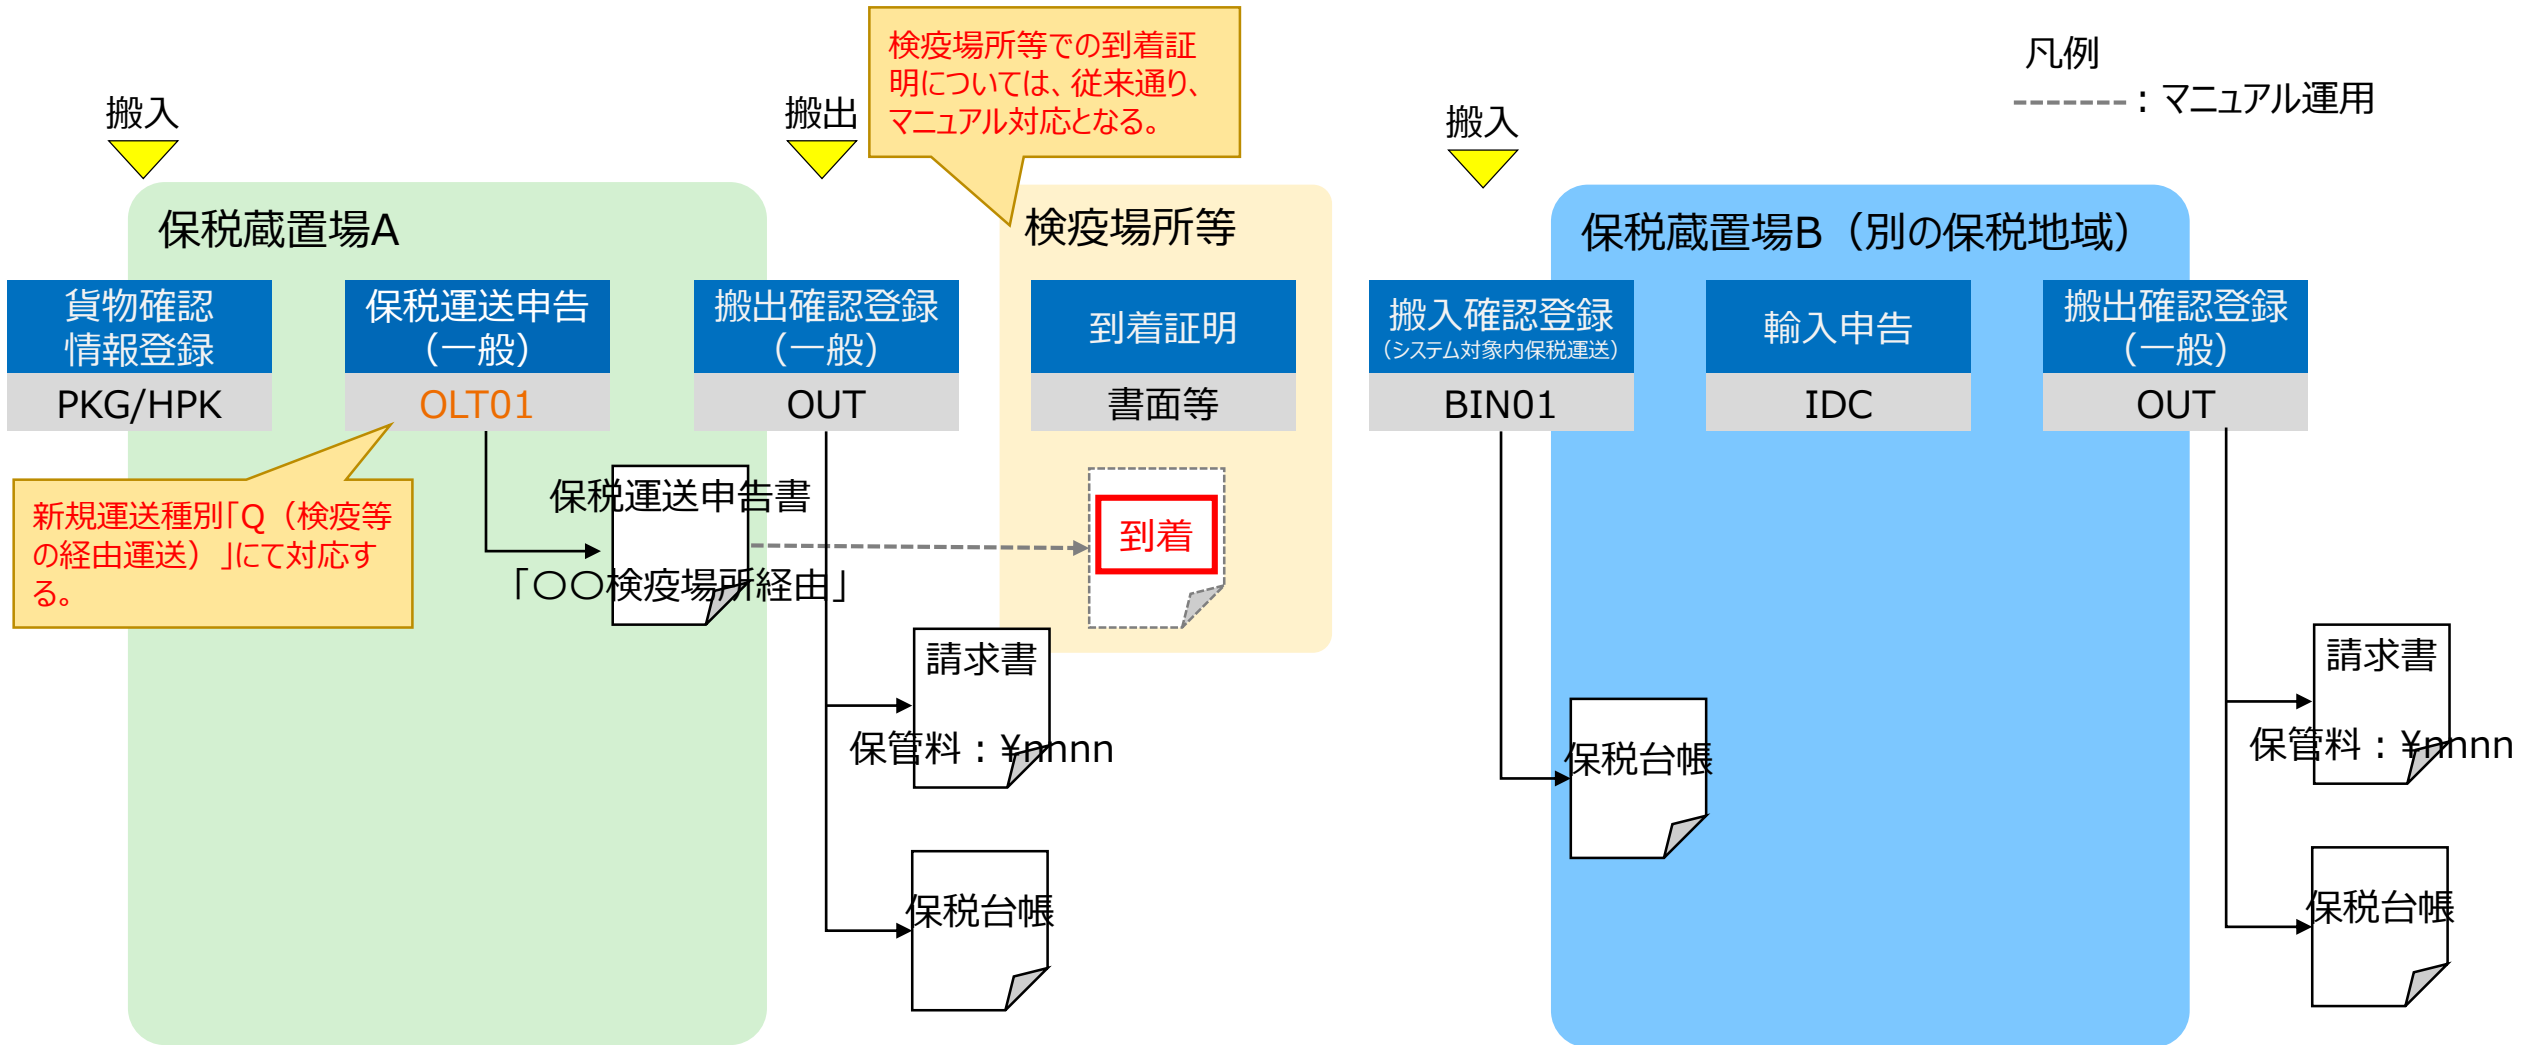 検疫場所等での到着証
明については、従来通り、
マニュアル対応となる。
凡例
：マニュアル運用
搬入
搬出
搬入
保税蔵置場A
検疫場所等
保税蔵置場B（別の保税地域）
貨物確認
情報登録
PKG/HPK
保税運送申告
（一般）
OLT01
搬出確認登録
（一般）
OUT
到着証明
書面等
搬入確認登録
（システム対象内保税運送）
BIN01
輸入申告
IDC
搬出確認登録
（一般）
OUT
新規運送種別「Q（検疫等
の経由運送）」にて対応す
る。
保税運送申告書
「〇〇検疫場所経由」
到着
請求書
保管料：¥nnnn
保税台帳
保税台帳
請求書
保管料：¥nnnn
保税台帳